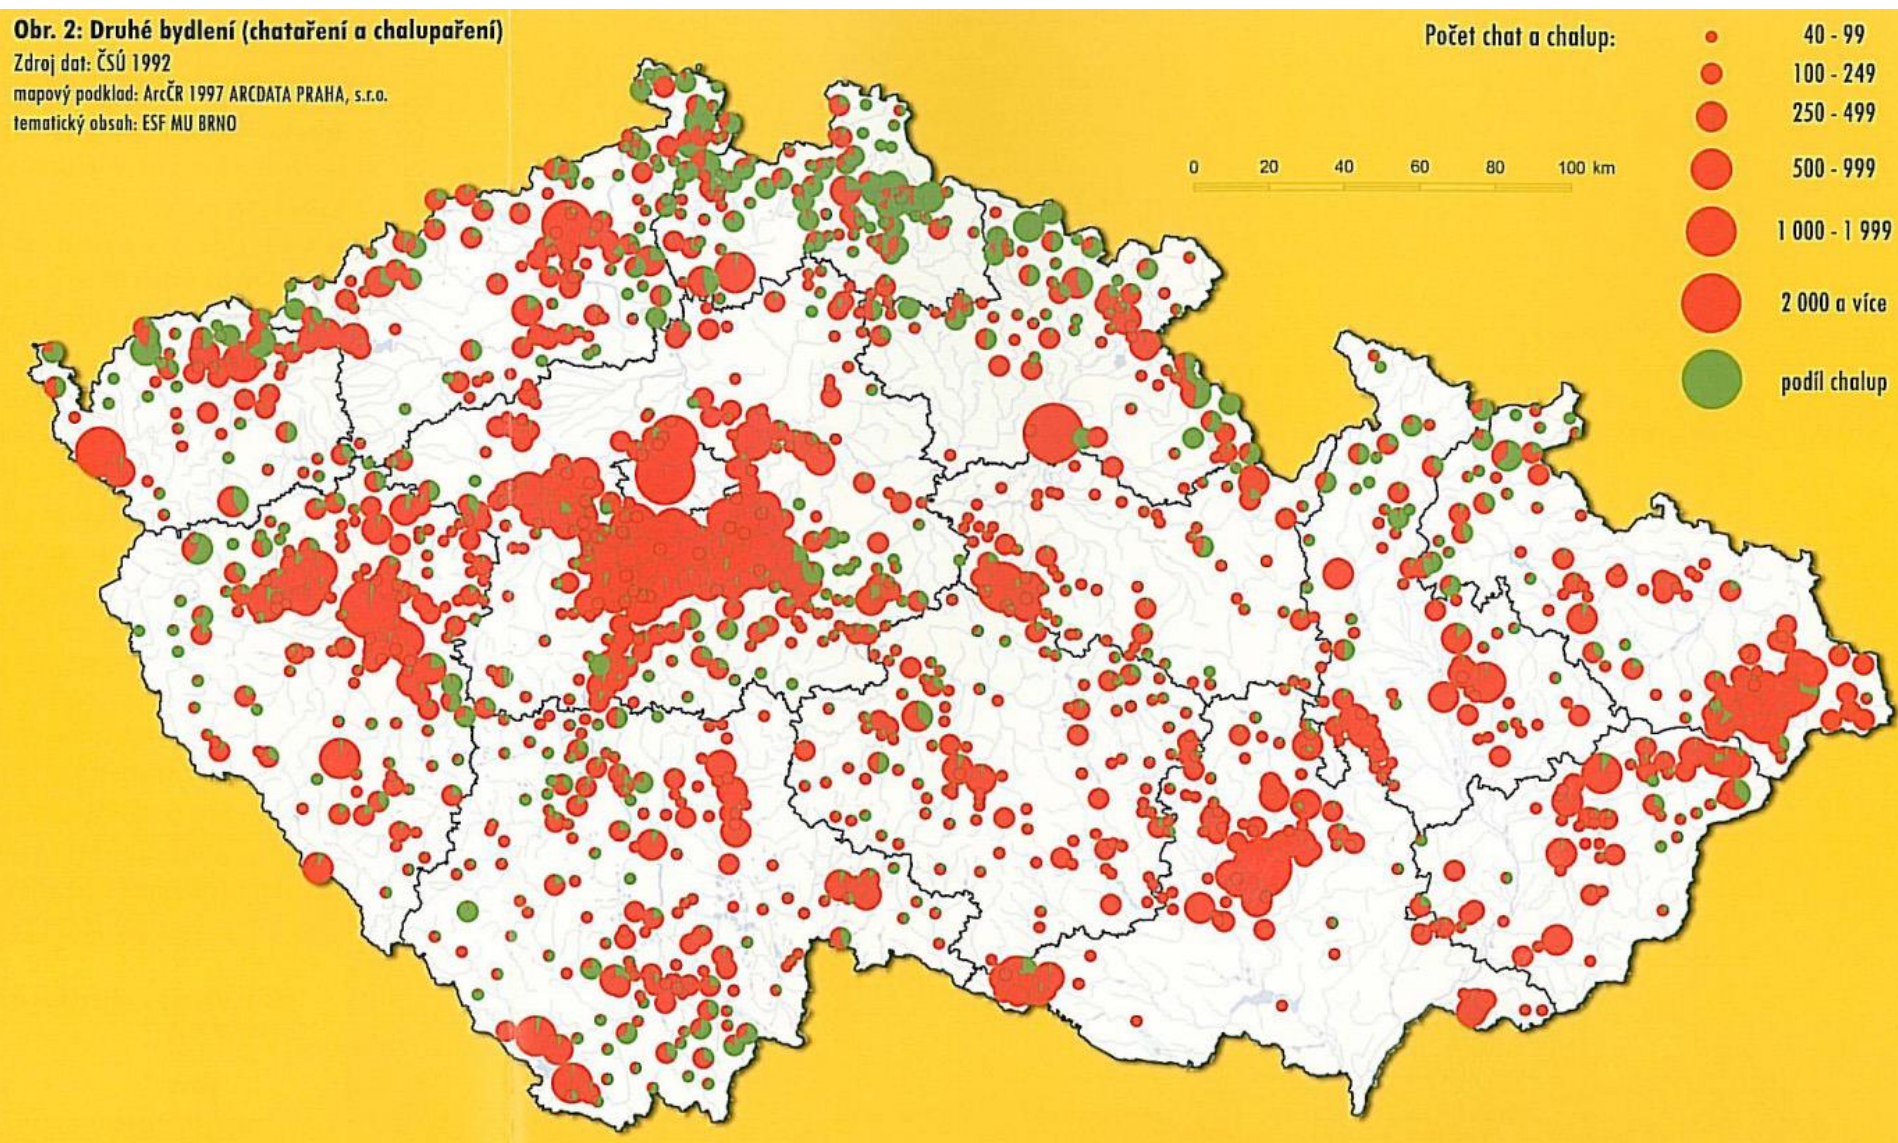 Obr. 2: Druhé bydlení (chataření a chalupaření)
Zdroj dat: ČSÚ 1992
mapový podklad: ArcČR 1997 ARCDATA PRAHA, s.r.o.
tematický obsah: ESF MU BRNO
Počet chat a chalup:
40 - 99
100 - 249
250 - 499
500 - 999
1 000 - 1 999
2 000 a více
podíl chalup
0 20 40 60 80 100 km